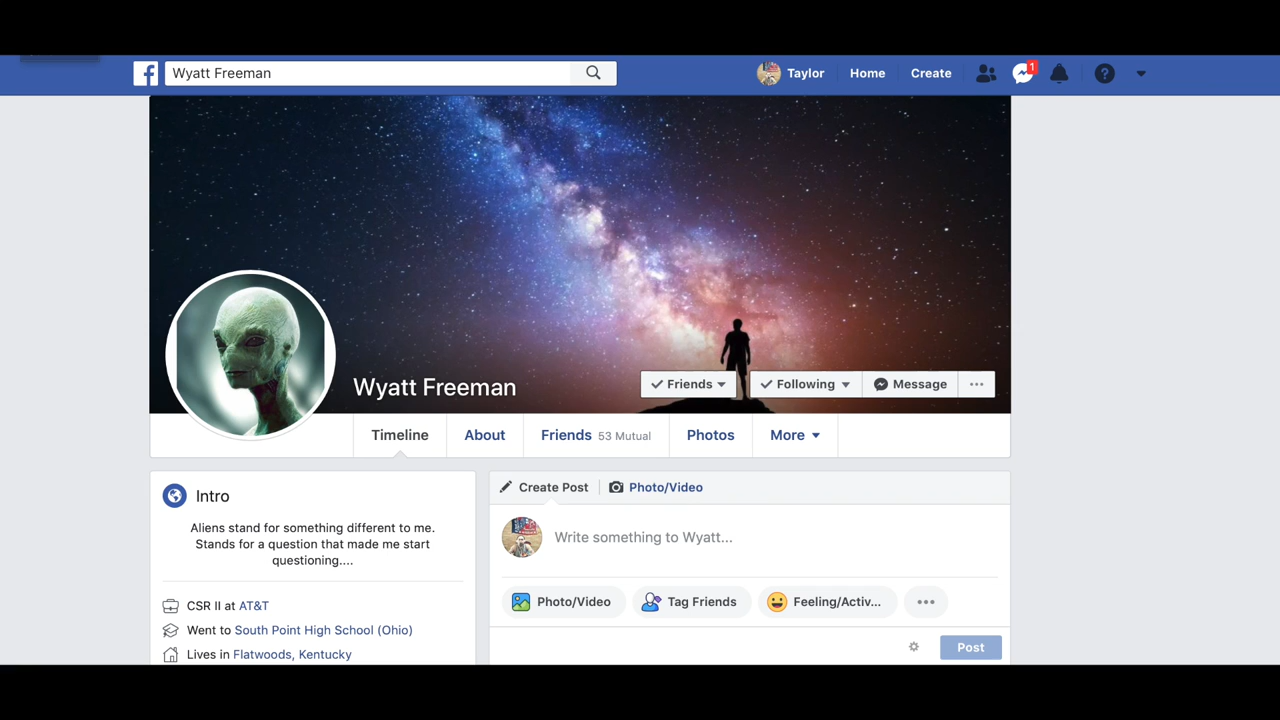 Wyatt Freeman
Taylor Home Create 1
Wyatt Freeman
Friends Following Message
Timeline About Friends 53 Mutual Photos More
Intro
Aliens stand for something different to me.
Stands for a question that made me start
questioning....
CSR II at AT&T
Went to South Point High School (Ohio)
Lives in Flatwoods, Kentucky
Create Post Photo/Video
Write something to Wyatt...
Photo/Video Tag Friends Feeling/Activ...
Post